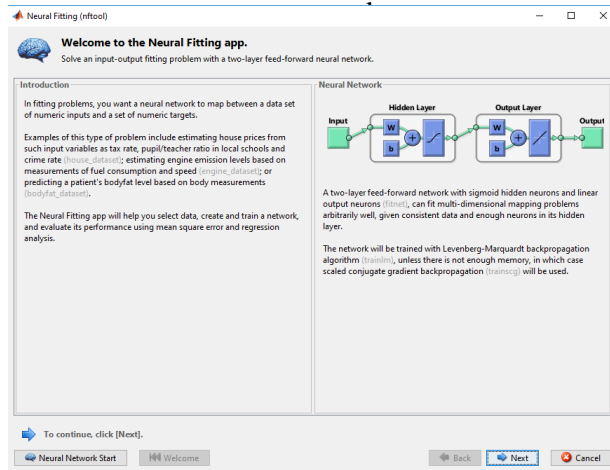 Neural Fitting (nftool)
Welcome to the Neural Fitting app.
Solve an input-output fitting problem with a two-layer feed-forward neural network.
Introduction
In fitting problems, you want a neural network to map between a data set
of numeric inputs and a set of numeric targets.
Examples of this type of problem include estimating house prices from
such input variables as tax rate, pupil/teacher ratio in local schools and
crime rate (house_dataset); estimating engine emission levels based on
measurements of fuel consumption and speed (engine_dataset); or
predicting a patient's bodyfat level based on body measurements
(bodyfat_dataset).
The Neural Fitting app will help you select data, create and train a network,
and evaluate its performance using mean square error and regression
analysis.
Neural Network
Hidden Layer
Output Layer
Input
Output
W
b
+
W
b
+
A two-layer feed-forward network with sigmoid hidden neurons and linear
output neurons (fitnet), can fit multi-dimensional mapping problems
arbitrarily well, given consistent data and enough neurons in its hidden
layer.
The network will be trained with Levenberg-Marquardt backpropagation
algorithm (trainlm), unless there is not enough memory, in which case
scaled conjugate gradient backpropagation (trainscg) will be used.
To continue, click [Next].
Neural Network Start
Welcome
Back
Next
Cancel